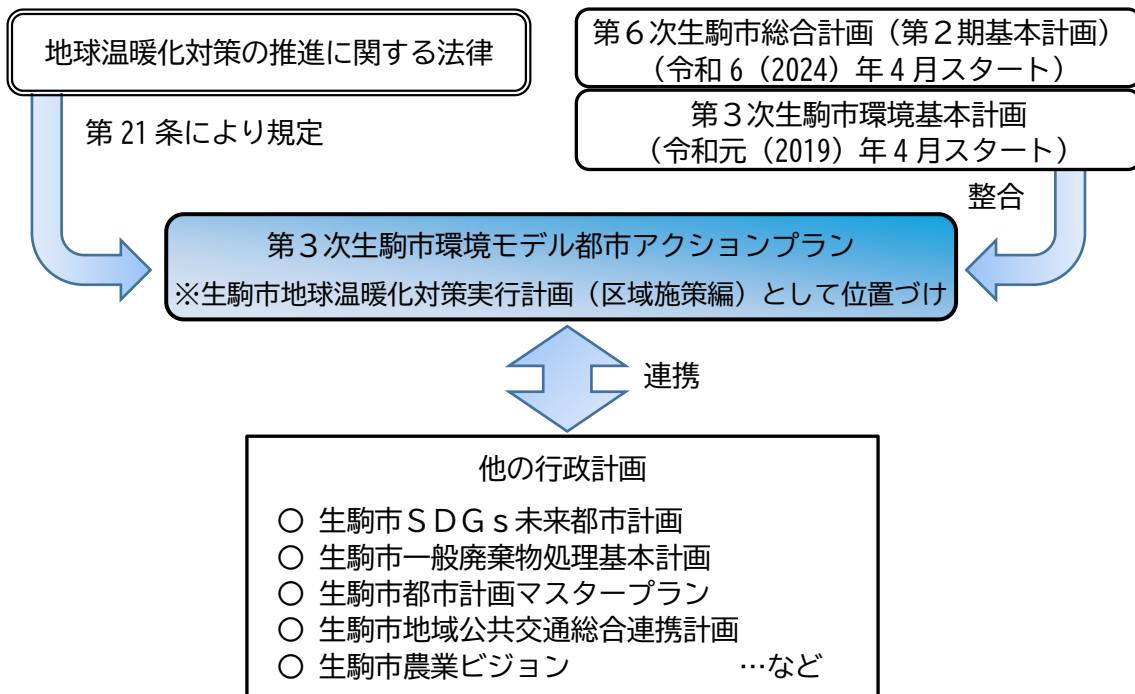 地球温暖化対策の推進に関する法律
第21条により規定
第６次生駒市総合計画（第２期基本計画）
（令和６（2024）年４月スタート）
第３次生駒市環境基本計画
（令和元（2019）年４月スタート）
整合
第３次生駒市環境モデル都市アクションプラン
※生駒市地球温暖化対策実行計画（区域施策編）として位置づけ
連携
他の行政計画
〇 生駒市ＳＤＧｓ未来都市計画
〇 生駒市一般廃棄物処理基本計画
〇 生駒市都市計画マスタープラン
〇 生駒市地域公共交通総合連携計画
〇 生駒市農業ビジョン …など